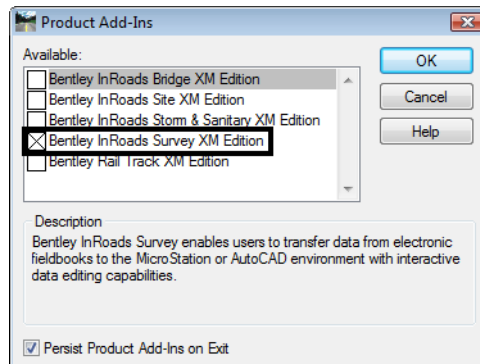 Product Add-Ins
Available:
OK
Bentley InRoads Bridge XM Edition
Bentley InRoads Site XM Edition
Cancel
Bentley InRoads Storm & Sanitary XM Edition
Bentley InRoads Survey XM Edition
Help
Bentley Rail Track XM Edition
Description
Bentley InRoads Survey enables users to transfer data from electronic
fieldbooks to the MicroStation or AutoCAD environment with interactive
data editing capabilities.
Persist Product Add-Ins on Exit